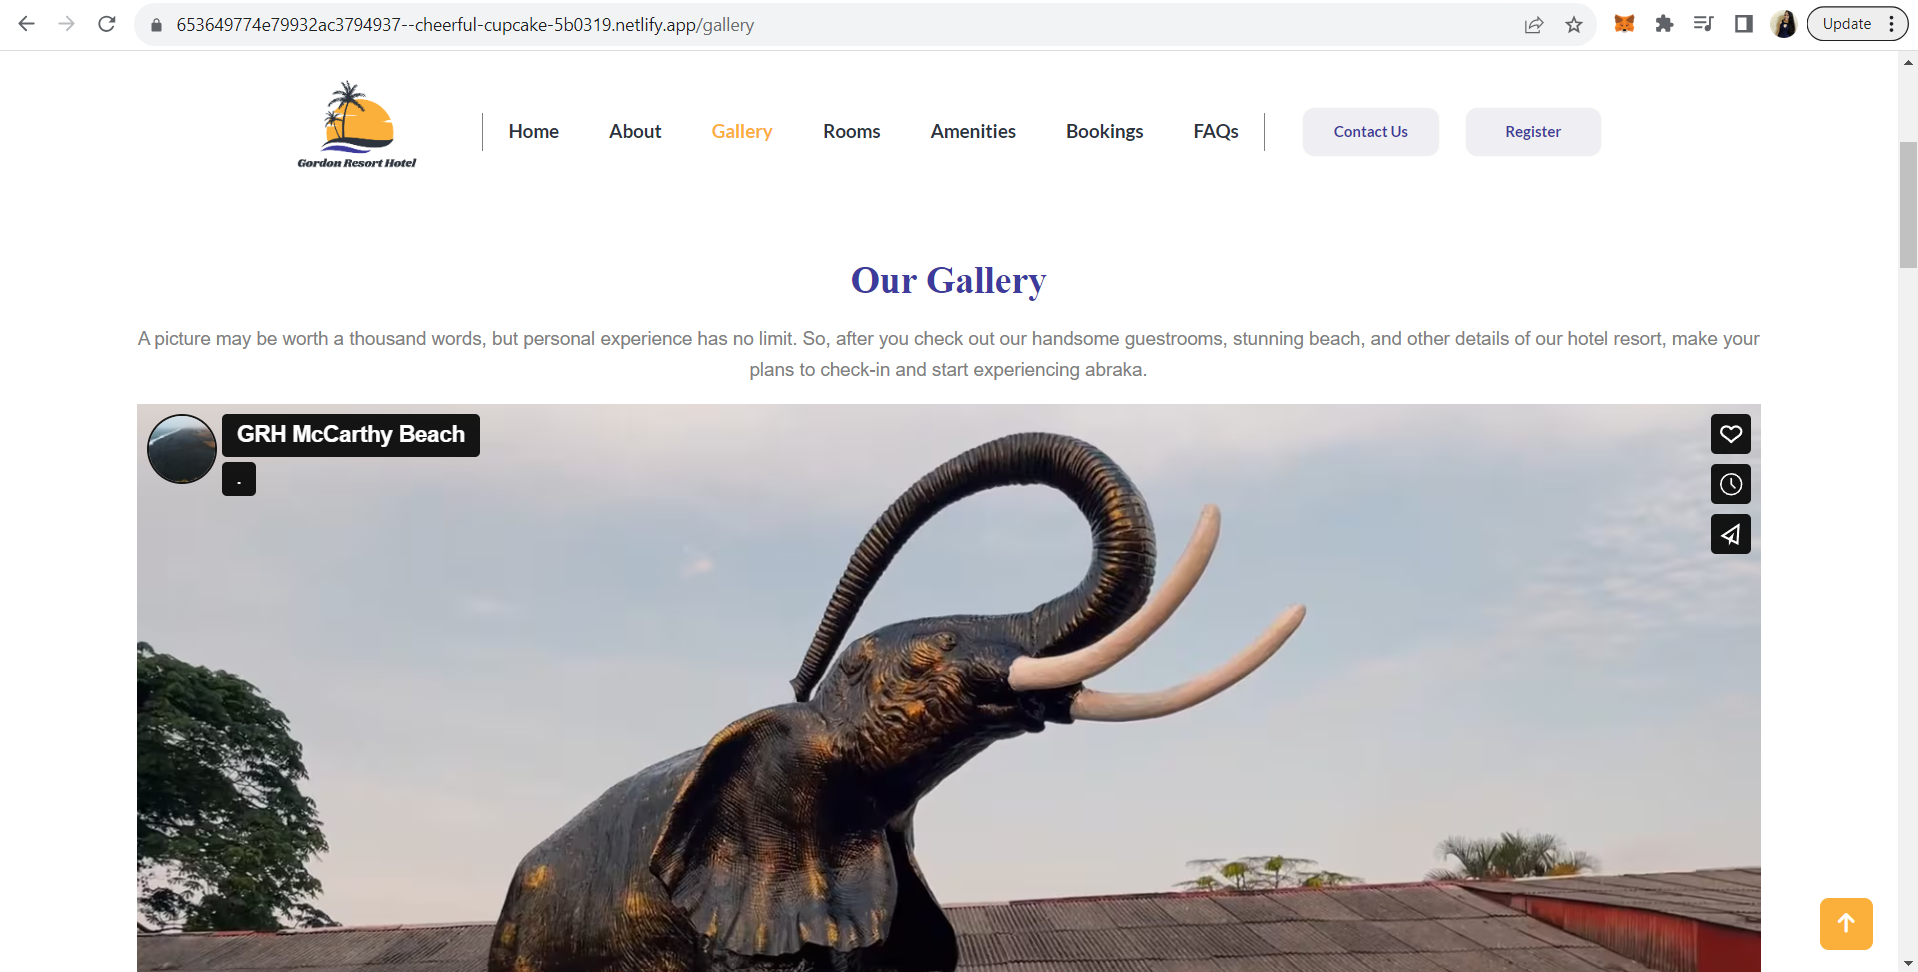 653649774e79932ac3794937--cheerful-cupcake-5b0319.netlify.app/gallery
Update
Gordon Resort Hotel
Home
About
Gallery
Rooms
Amenities
Bookings
FAQs
Contact Us
Register
Our Gallery
A picture may be worth a thousand words, but personal experience has no limit. So, after you check out our handsome guestrooms, stunning beach, and other details of our hotel resort, make your
plans to check-in and start experiencing abraka.
GRH McCarthy Beach
.